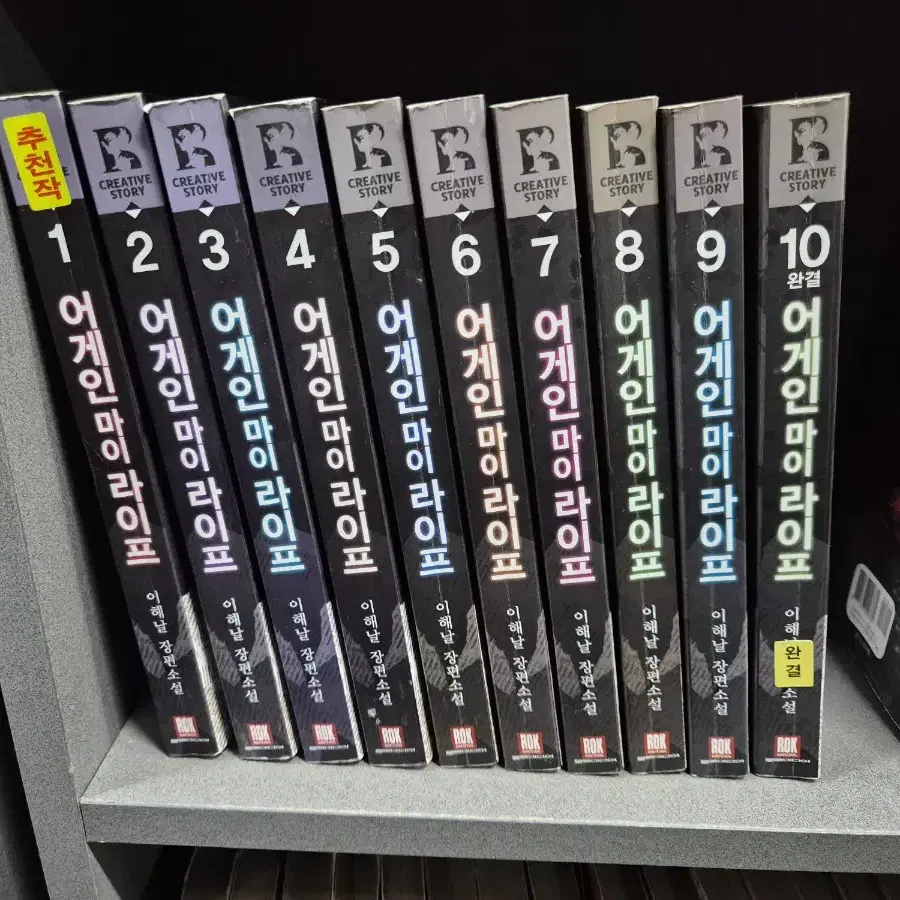 추천작
1
어게인 마이 라이프
이해날 장편소설
ROK
CREATIVE
STORY
2
어게인 마이 라이프
이해날 장편소설
ROK
CREATIVE
STORY
3
어게인 마이 라이프
이해날 장편소설
ROK
CREATIVE
STORY
4
어게인 마이 라이프
이해날 장편소설
ROK
CREATIVE
STORY
5
어게인 마이 라이프
이해날 장편소설
ROK
CREATIVE
STORY
6
어게인 마이 라이프
이해날 장편소설
ROK
CREATIVE
STORY
7
어게인 마이 라이프
이해날 장편소설
ROK
CREATIVE
STORY
8
어게인 마이 라이프
이해날 장편소설
ROK
CREATIVE
STORY
9
어게인 마이 라이프
이해날 장편소설
ROK
CREATIVE
STORY
10
완결
어게인 마이 라이프
완결
소설
ROK